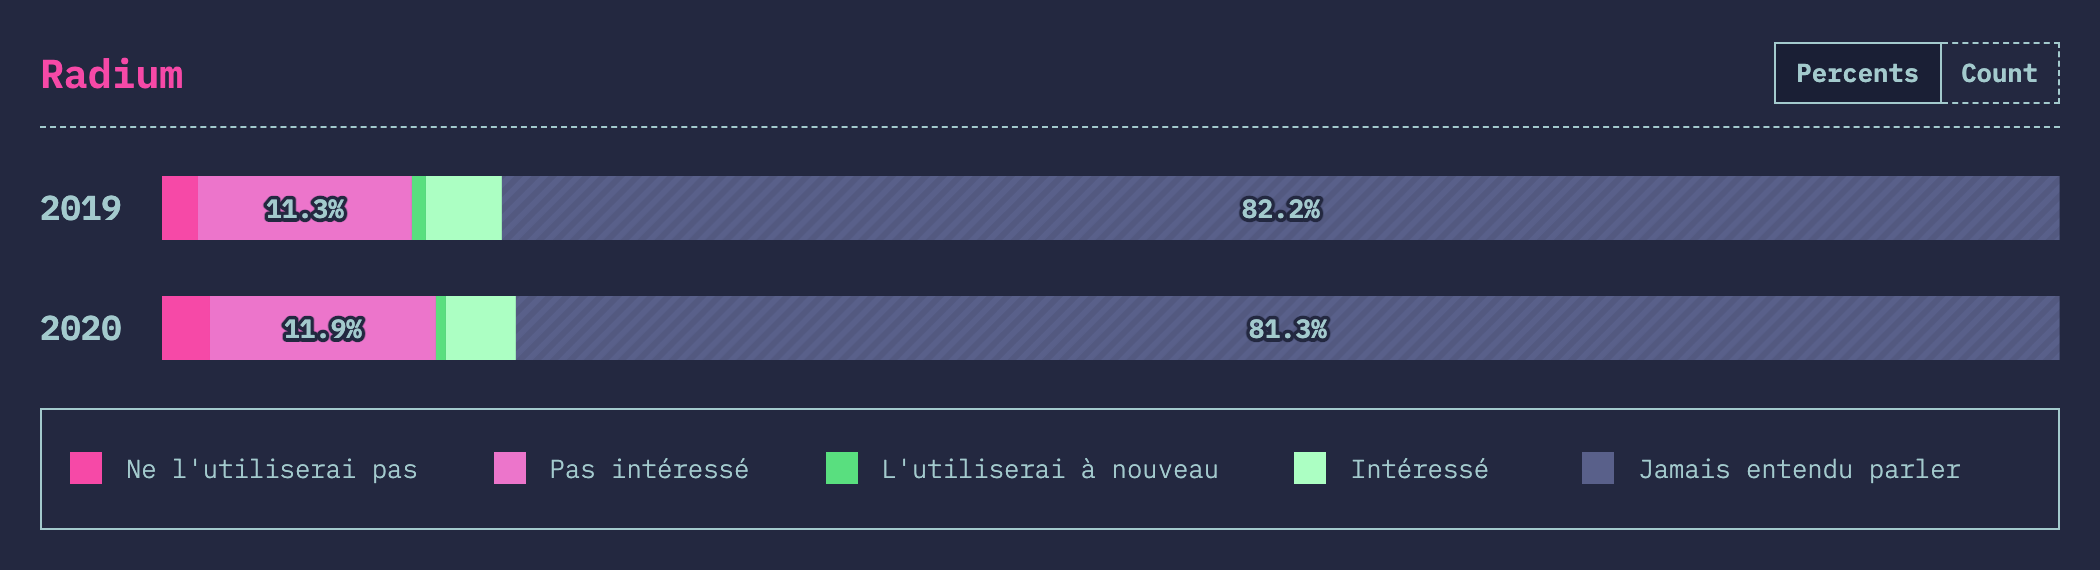 Radium
Percents Count
2019 11.3% 82.2%
2020 11.9% 81.3%
Ne l'utiliserai pas Pas intéressé L'utiliserai à nouveau Intéressé Jamais entendu parler